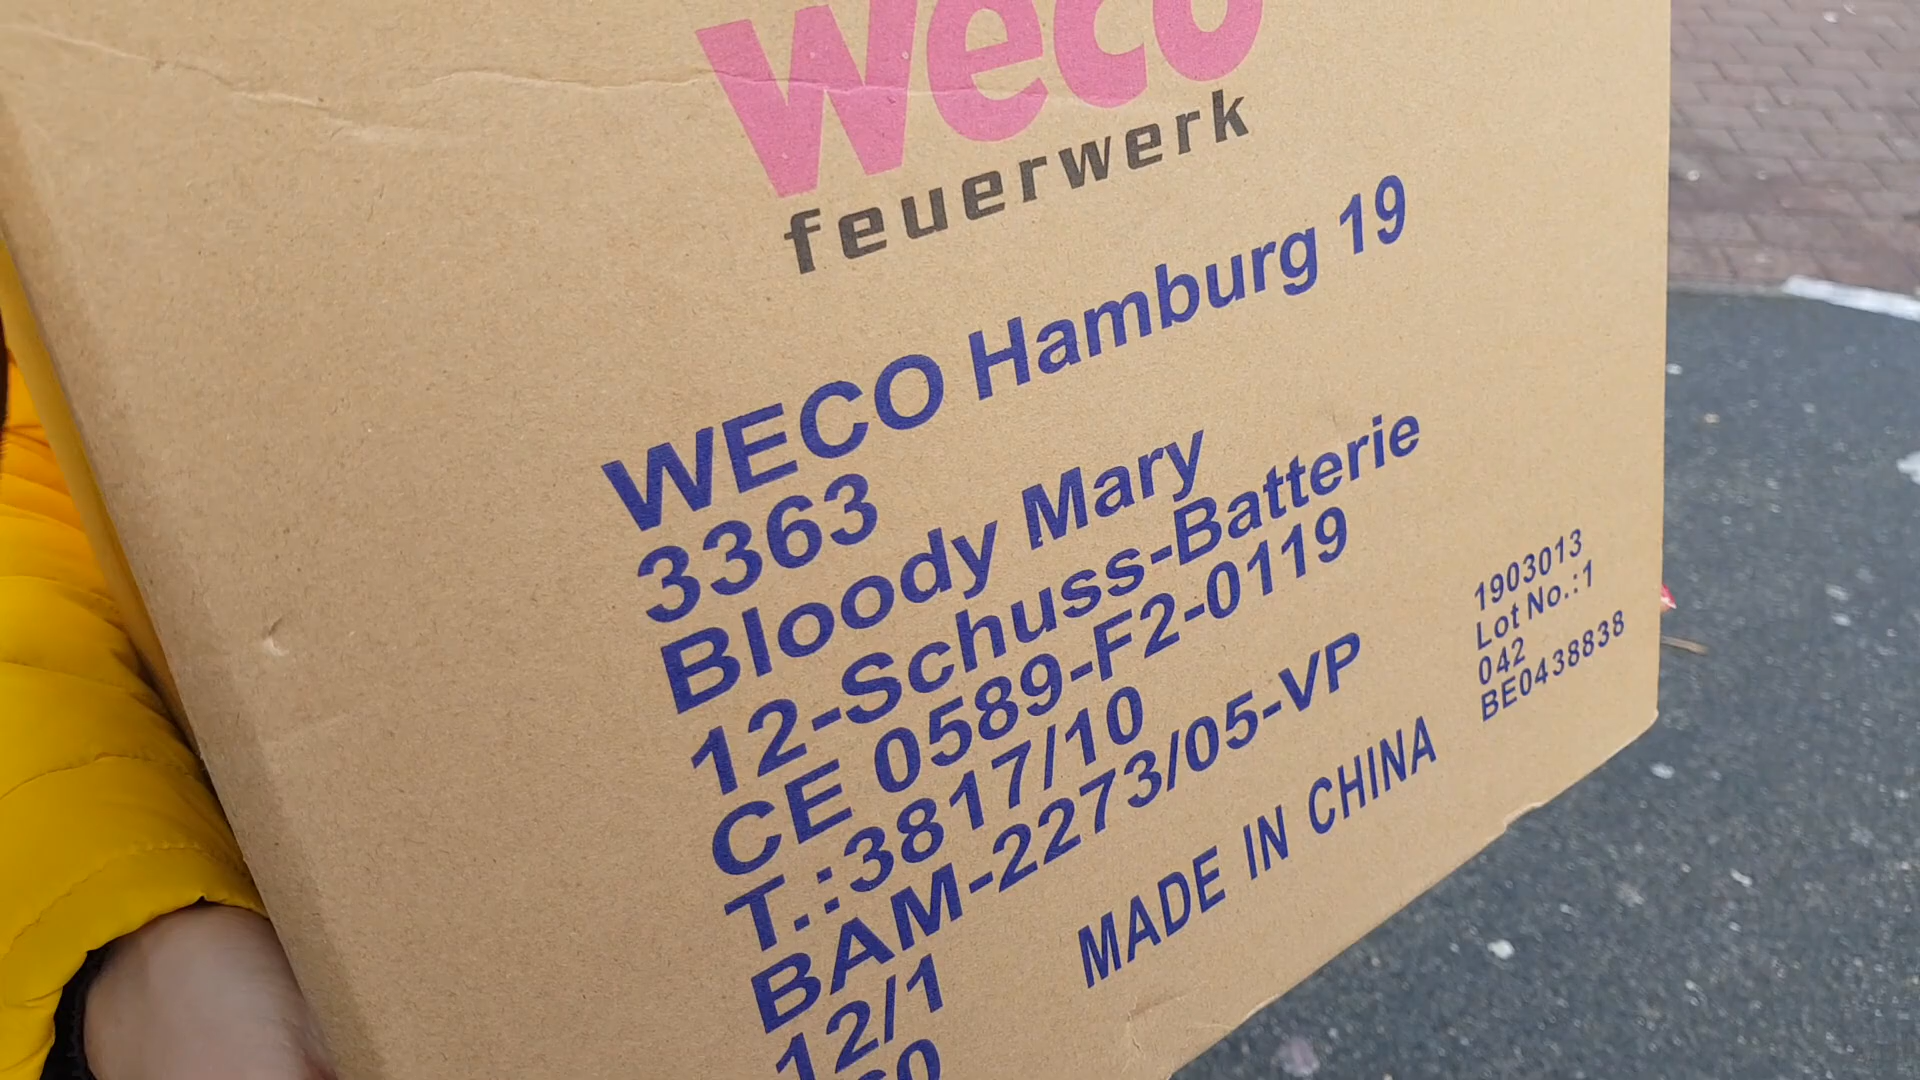 weco
feuerwerk
WECO Hamburg 19
3363
Bloody Mary
12-Schuss-Batterie
CE 0589-F2-0119
T.:3817/10
BAM-2273/05-VP
12/1
MADE IN CHINA
1903013
Lot No.:1
042
BE0438838